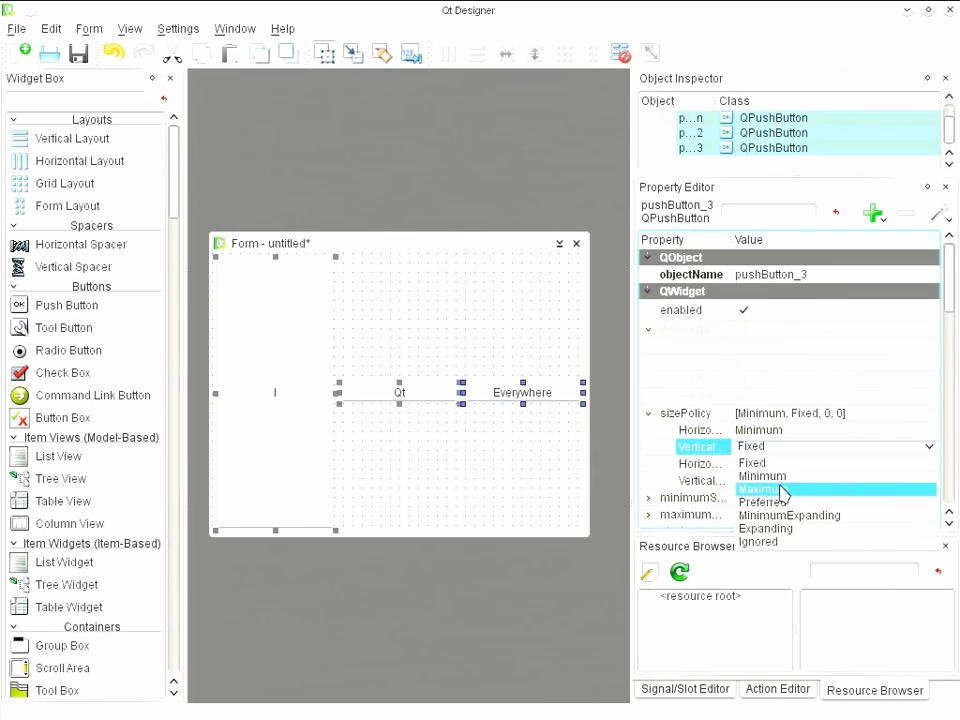 Qt Designer
File Edit Form View Settings Window Help
Widget Box
Layouts
Vertical Layout
Horizontal Layout
Grid Layout
Form Layout
Spacers
Horizontal Spacer
Vertical Spacer
Buttons
OK Push Button
Tool Button
Radio Button
Check Box
Command Link Button
Button Box
Item Views (Model-Based)
List View
Tree View
Table View
Column View
Item Widgets (Item-Based)
List Widget
Tree Widget
Table Widget
Containers
Group Box
Scroll Area
Tool Box
Form - untitled*
I Qt Everywhere
Object Inspector
Object Class
p...n QPushButton
p...2 QPushButton
p...3 QPushButton
Property Editor
pushButton_3
QPushButton
Property Value
QObject
objectName pushButton_3
QWidget
enabled
sizePolicy [Minimum, Fixed, 0, 0]
Horizo... Minimum
Vertical Fixed
Horizo... Fixed
Vertical... Minimum
Maximum
minimumS... Preferred
maximum... MinimumExpanding
Expanding
Ignored
Resource Browser
<resource root>
Signal/Slot Editor Action Editor Resource Browser